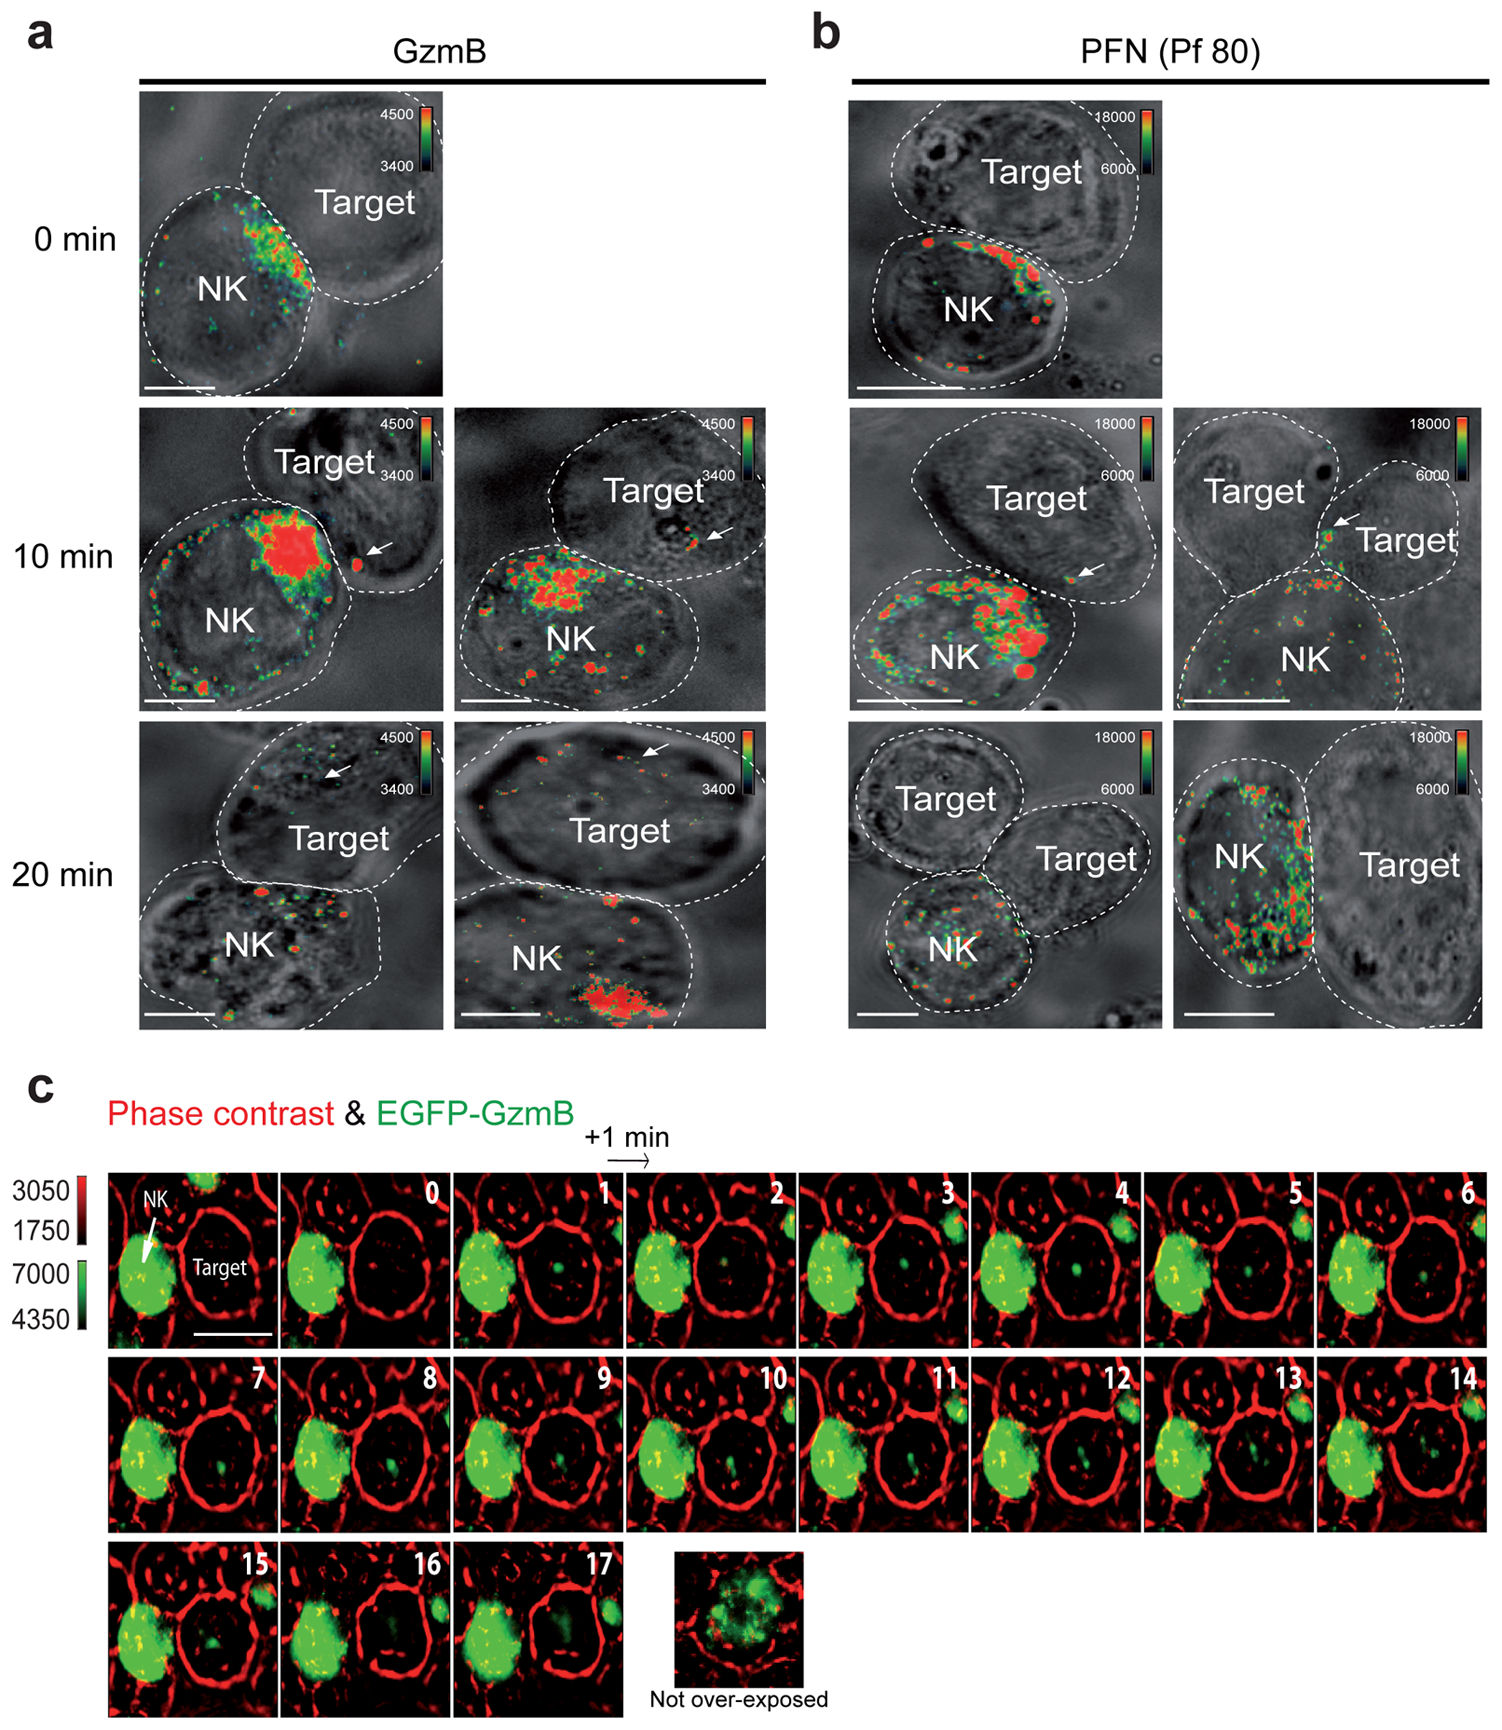 a
GzmB
b
PFN (Pf 80)
0 min
4500
3400
Target
NK
18000
6000
Target
NK
10 min
4500
3400
Target
NK
4500
3400
Target
NK
18000
6000
Target
NK
18000
6000
Target
Target
NK
20 min
4500
3400
Target
NK
4500
3400
Target
NK
18000
6000
Target
Target
NK
18000
6000
NK
Target
c
Phase contrast & EGFP-GzmB
+1 min
3050
1750
7000
4350
NK
Target
0
1
2
3
4
5
6
7
8
9
10
11
12
13
14
15
16
17
Not over-exposed